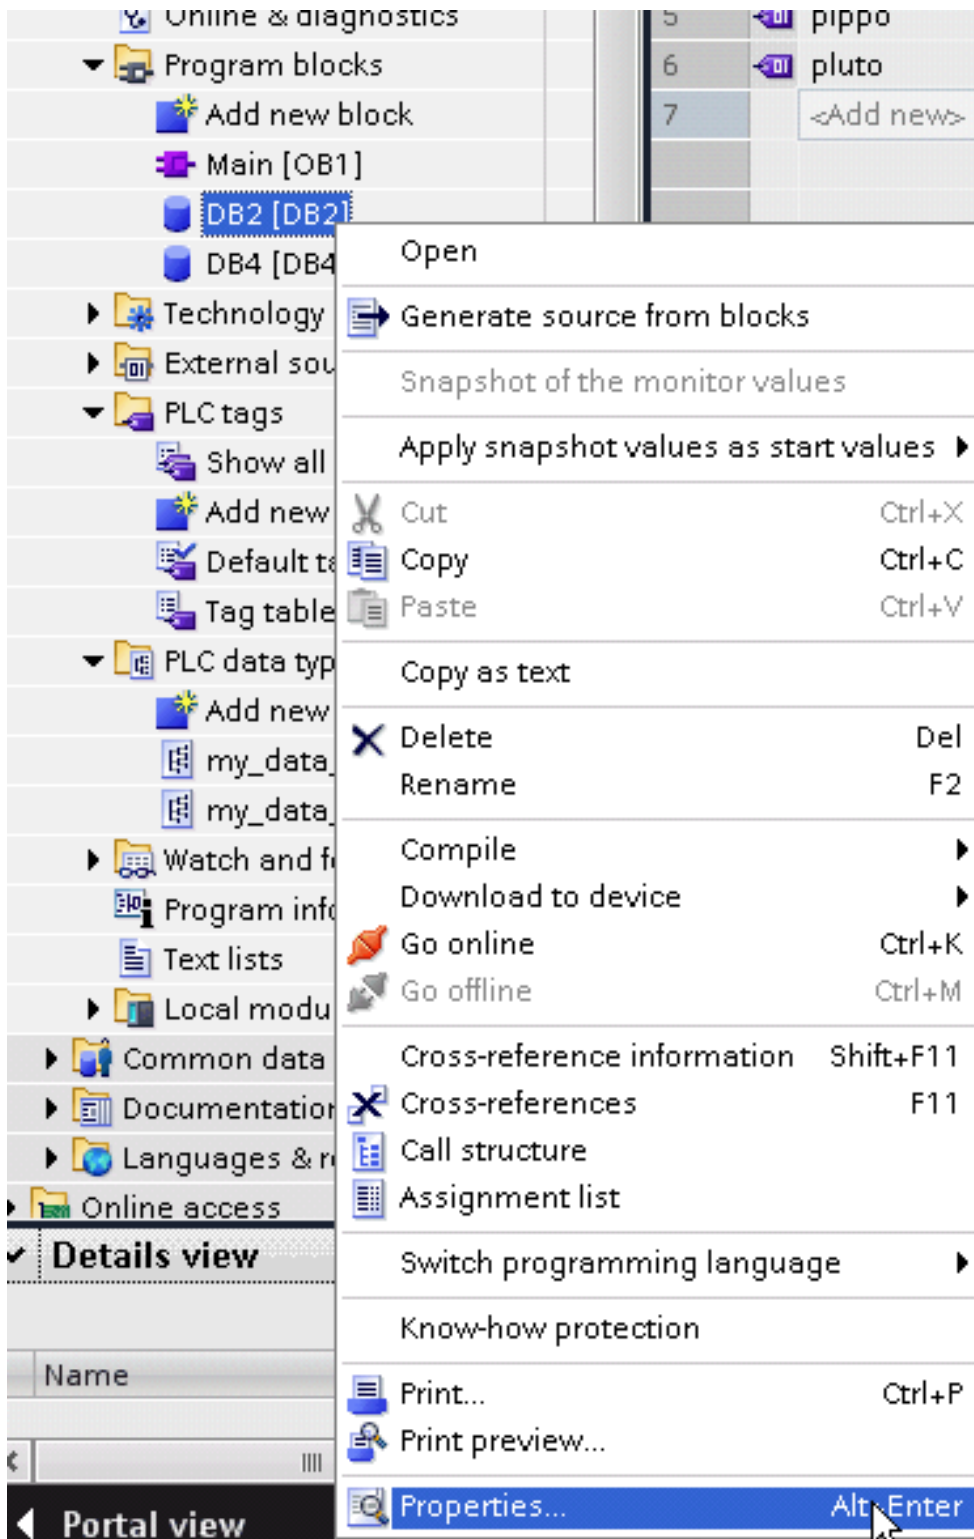 Online & diagnostics
Program blocks
Add new block
Main [OB1]
DB2 [DB2]
DB4 [DB4
Technology
External sou
PLC tags
Show all
Add new
Default ta
Tag table
PLC data typ
Add new
my_data_
my_data_
Watch and fo
Program info
Text lists
Local modu
Common data
Documentation
Languages & re
Online access
Details view
Name
Portal view
5 pippo
6 pluto
7 <Add new>
Open
Generate source from blocks
Snapshot of the monitor values
Apply snapshot values as start values
Cut Ctrl+X
Copy Ctrl+C
Paste Ctrl+V
Copy as text
Delete Del
Rename F2
Compile
Download to device
Go online Ctrl+K
Go offline Ctrl+M
Cross-reference information Shift+F11
Cross-references F11
Call structure
Assignment list
Switch programming language
Know-how protection
Print... Ctrl+P
Print preview...
Properties... Alt+Enter